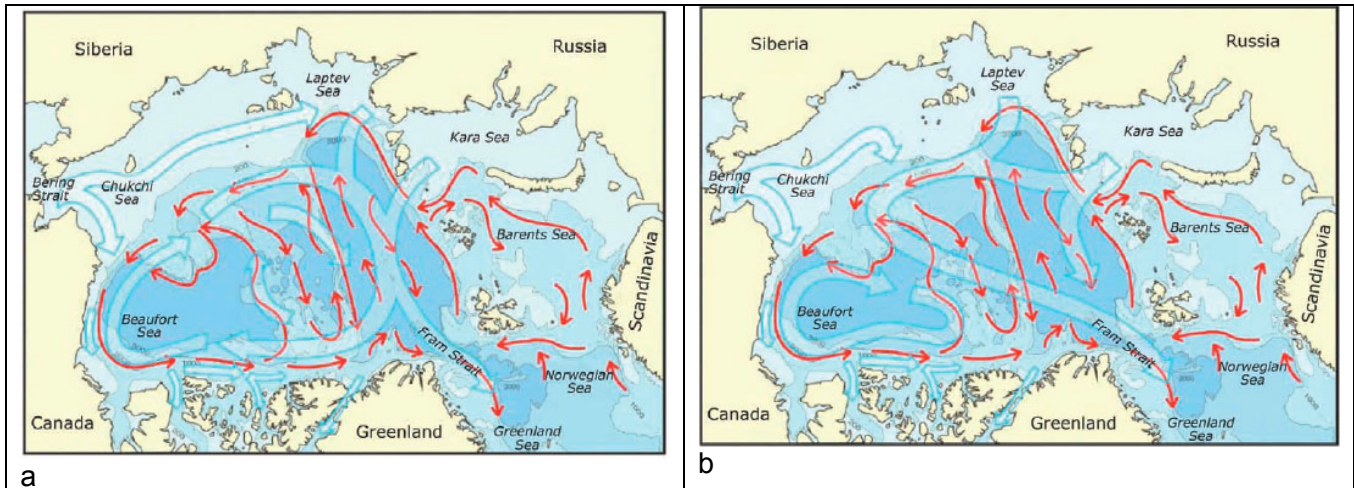 Siberia
Russia
Laptev
Sea
Kara Sea
Bering
Strait
Chukchi
Sea
Barents Sea
Scandinavia
Beaufort
Sea
Fram Strait
Norwegian
Sea
Canada
Greenland
Greenland
Sea
a
Siberia
Russia
Laptev
Sea
Kara Sea
Bering
Strait
Chukchi
Sea
Barents Sea
Scandinavia
Beaufort
Sea
Fram Strait
Norwegian
Sea
Canada
Greenland
Greenland
Sea
b